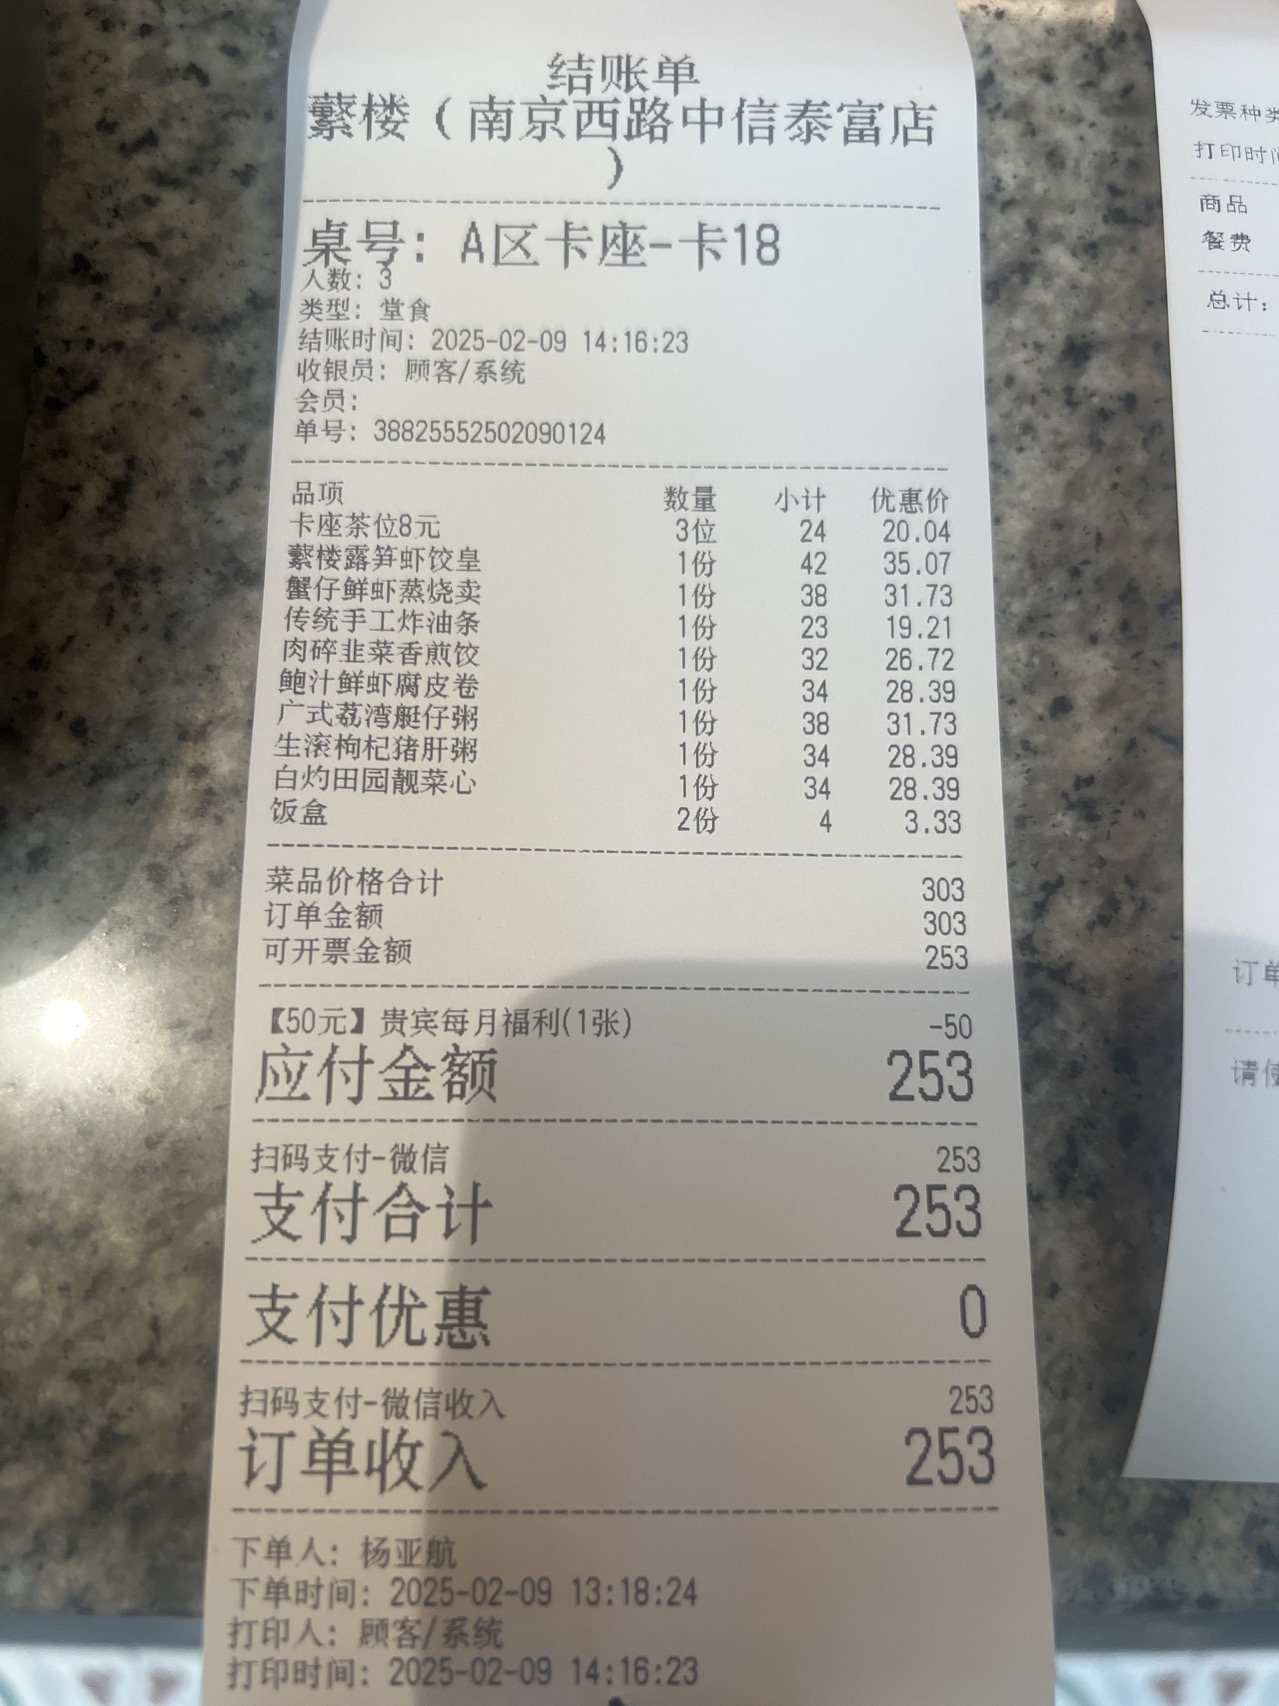 结账单
蘩楼（南京西路中信泰富店
）
桌号：A区卡座-卡18
人数：3
类型：堂食
结账时间：2025-02-09 14:16:23
收银员：顾客/系统
会员：
单号：38825552502090124
品项 数量 小计 优惠价
卡座茶位8元 3位 24 20.04
蘩楼露笋虾饺皇 1份 42 35.07
蟹仔鲜虾蒸烧卖 1份 38 31.73
传统手工炸油条 1份 23 19.21
肉碎韭菜香煎饺 1份 32 26.72
鲍汁鲜虾腐皮卷 1份 34 28.39
广式荔湾艇仔粥 1份 38 31.73
生滚枸杞猪肝粥 1份 34 28.39
白灼田园靓菜心 1份 34 28.39
饭盒 2份 4 3.33
菜品价格合计 303
订单金额 303
可开票金额 253
【50元】贵宾每月福利(1张) -50
应付金额 253
扫码支付-微信 253
支付合计 253
支付优惠 0
扫码支付-微信收入 253
订单收入 253
下单人：杨亚航
下单时间：2025-02-09 13:18:24
打印人：顾客/系统
打印时间：2025-02-09 14:16:23
发票种类
打印时间
商品
餐费
总计：
订单
请使